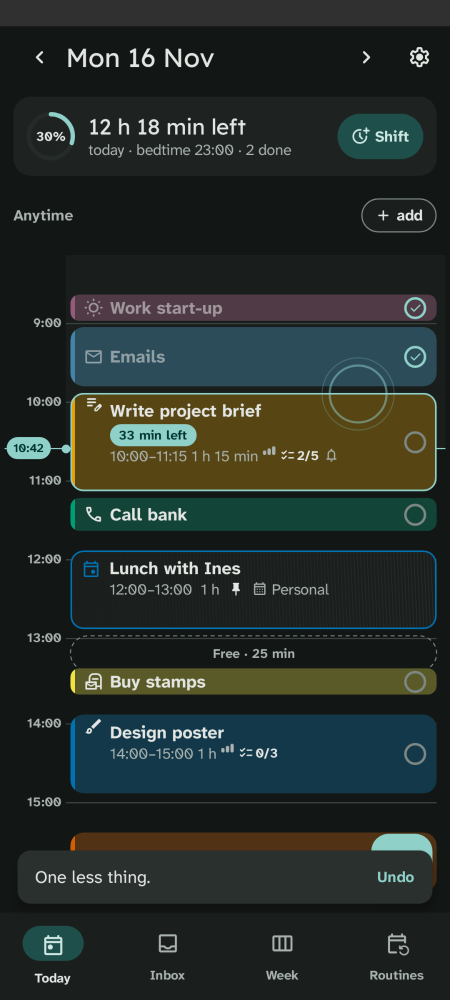 Mon 16 Nov
30%
12 h 18 min left
today · bedtime 23:00 · 2 done
Shift
Anytime
+ add
Work start-up
9:00
Emails
10:00
Write project brief
33 min left
10:42
10:00–11:15 1 h 15 min 2/5
11:00
Call bank
12:00
Lunch with Ines
12:00–13:00 1 h Personal
13:00
Free · 25 min
Buy stamps
14:00
Design poster
14:00–15:00 1 h 0/3
15:00
One less thing.
Undo
Today
Inbox
Week
Routines